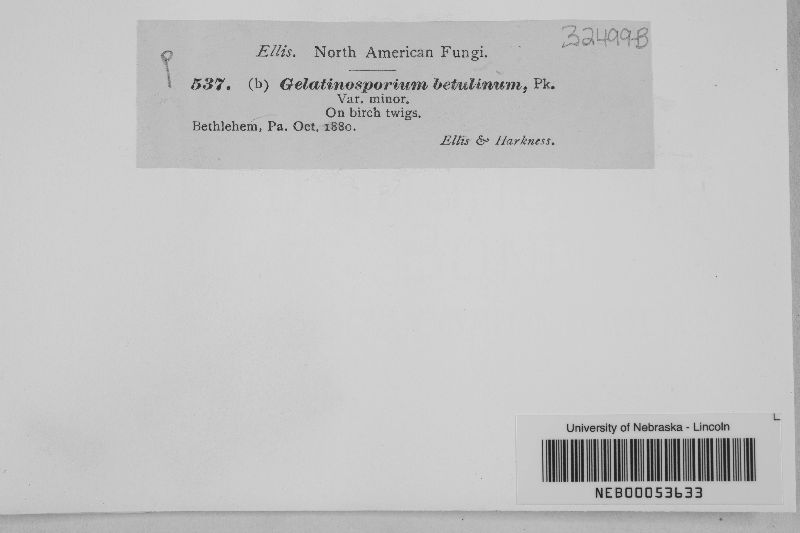 32499B
Ellis. North American Fungi.
537. (b) Gelatinosporium betulinum, Pk.
Var. minor.
On birch twigs.
Bethlehem, Pa. Oct. 1880.
Ellis & Harkness.
University of Nebraska - Lincoln
NEB00053633